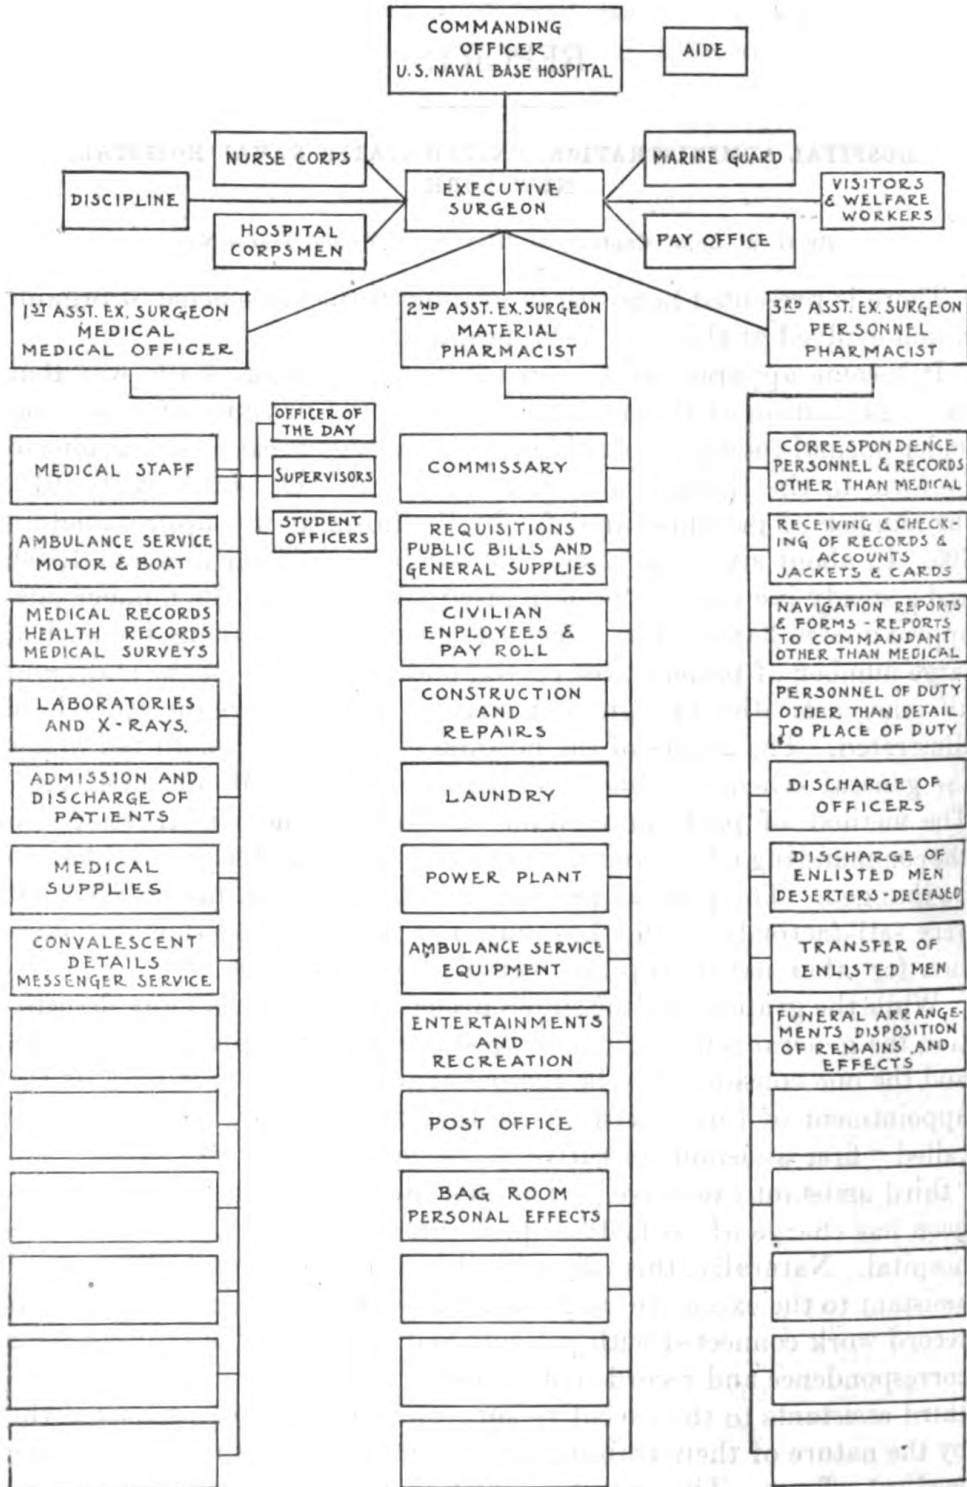 COMMANDING
OFFICER
U.S. NAVAL BASE HOSPITAL
AIDE
NURSE CORPS
MARINE GUARD
DISCIPLINE
EXECUTIVE
SURGEON
VISITORS
& WELFARE
WORKERS
HOSPITAL
CORPSMEN
PAY OFFICE
1ST ASST. EX. SURGEON
MEDICAL
MEDICAL OFFICER
2ND ASST. EX. SURGEON
MATERIAL
PHARMACIST
3RD ASST. EX. SURGEON
PERSONNEL
PHARMACIST
OFFICER OF
THE DAY
SUPERVISORS
STUDENT
OFFICERS
MEDICAL STAFF
AMBULANCE SERVICE
MOTOR & BOAT
MEDICAL RECORDS
HEALTH RECORDS
MEDICAL SURVEYS
LABORATORIES
AND X-RAYS.
ADMISSION AND
DISCHARGE OF
PATIENTS
MEDICAL
SUPPLIES
CONVALESCENT
DETAILS
MESSENGER SERVICE
COMMISSARY
REQUISITIONS
PUBLIC BILLS AND
GENERAL SUPPLIES
CIVILIAN
ENPLOYEES &
PAY ROLL
CONSTRUCTION
AND
REPAIRS
LAUNDRY
POWER PLANT
AMBULANCE SERVICE
EQUIPMENT
ENTERTAINMENTS
AND
RECREATION
POST OFFICE
BAG ROOM
PERSONAL EFFECTS
CORRESPONDENCE
PERSONNEL & RECORDS
OTHER THAN MEDICAL
RECEIVING & CHECK-
ING OF RECORDS &
ACCOUNTS
JACKETS & CARDS
NAVIGATION REPORTS
& FORMS - REPORTS
TO COMMANDANT
OTHER THAN MEDICAL
PERSONNEL OF DUTY
OTHER THAN DETAIL
TO PLACE OF DUTY
DISCHARGE OF
OFFICERS
DISCHARGE OF
ENLISTED MEN
DESERTERS-DECEASED
TRANSFER OF
ENLISTED MEN
FUNERAL ARRANGE-
MENTS DISPOSITION
OF REMAINS AND
EFFECTS